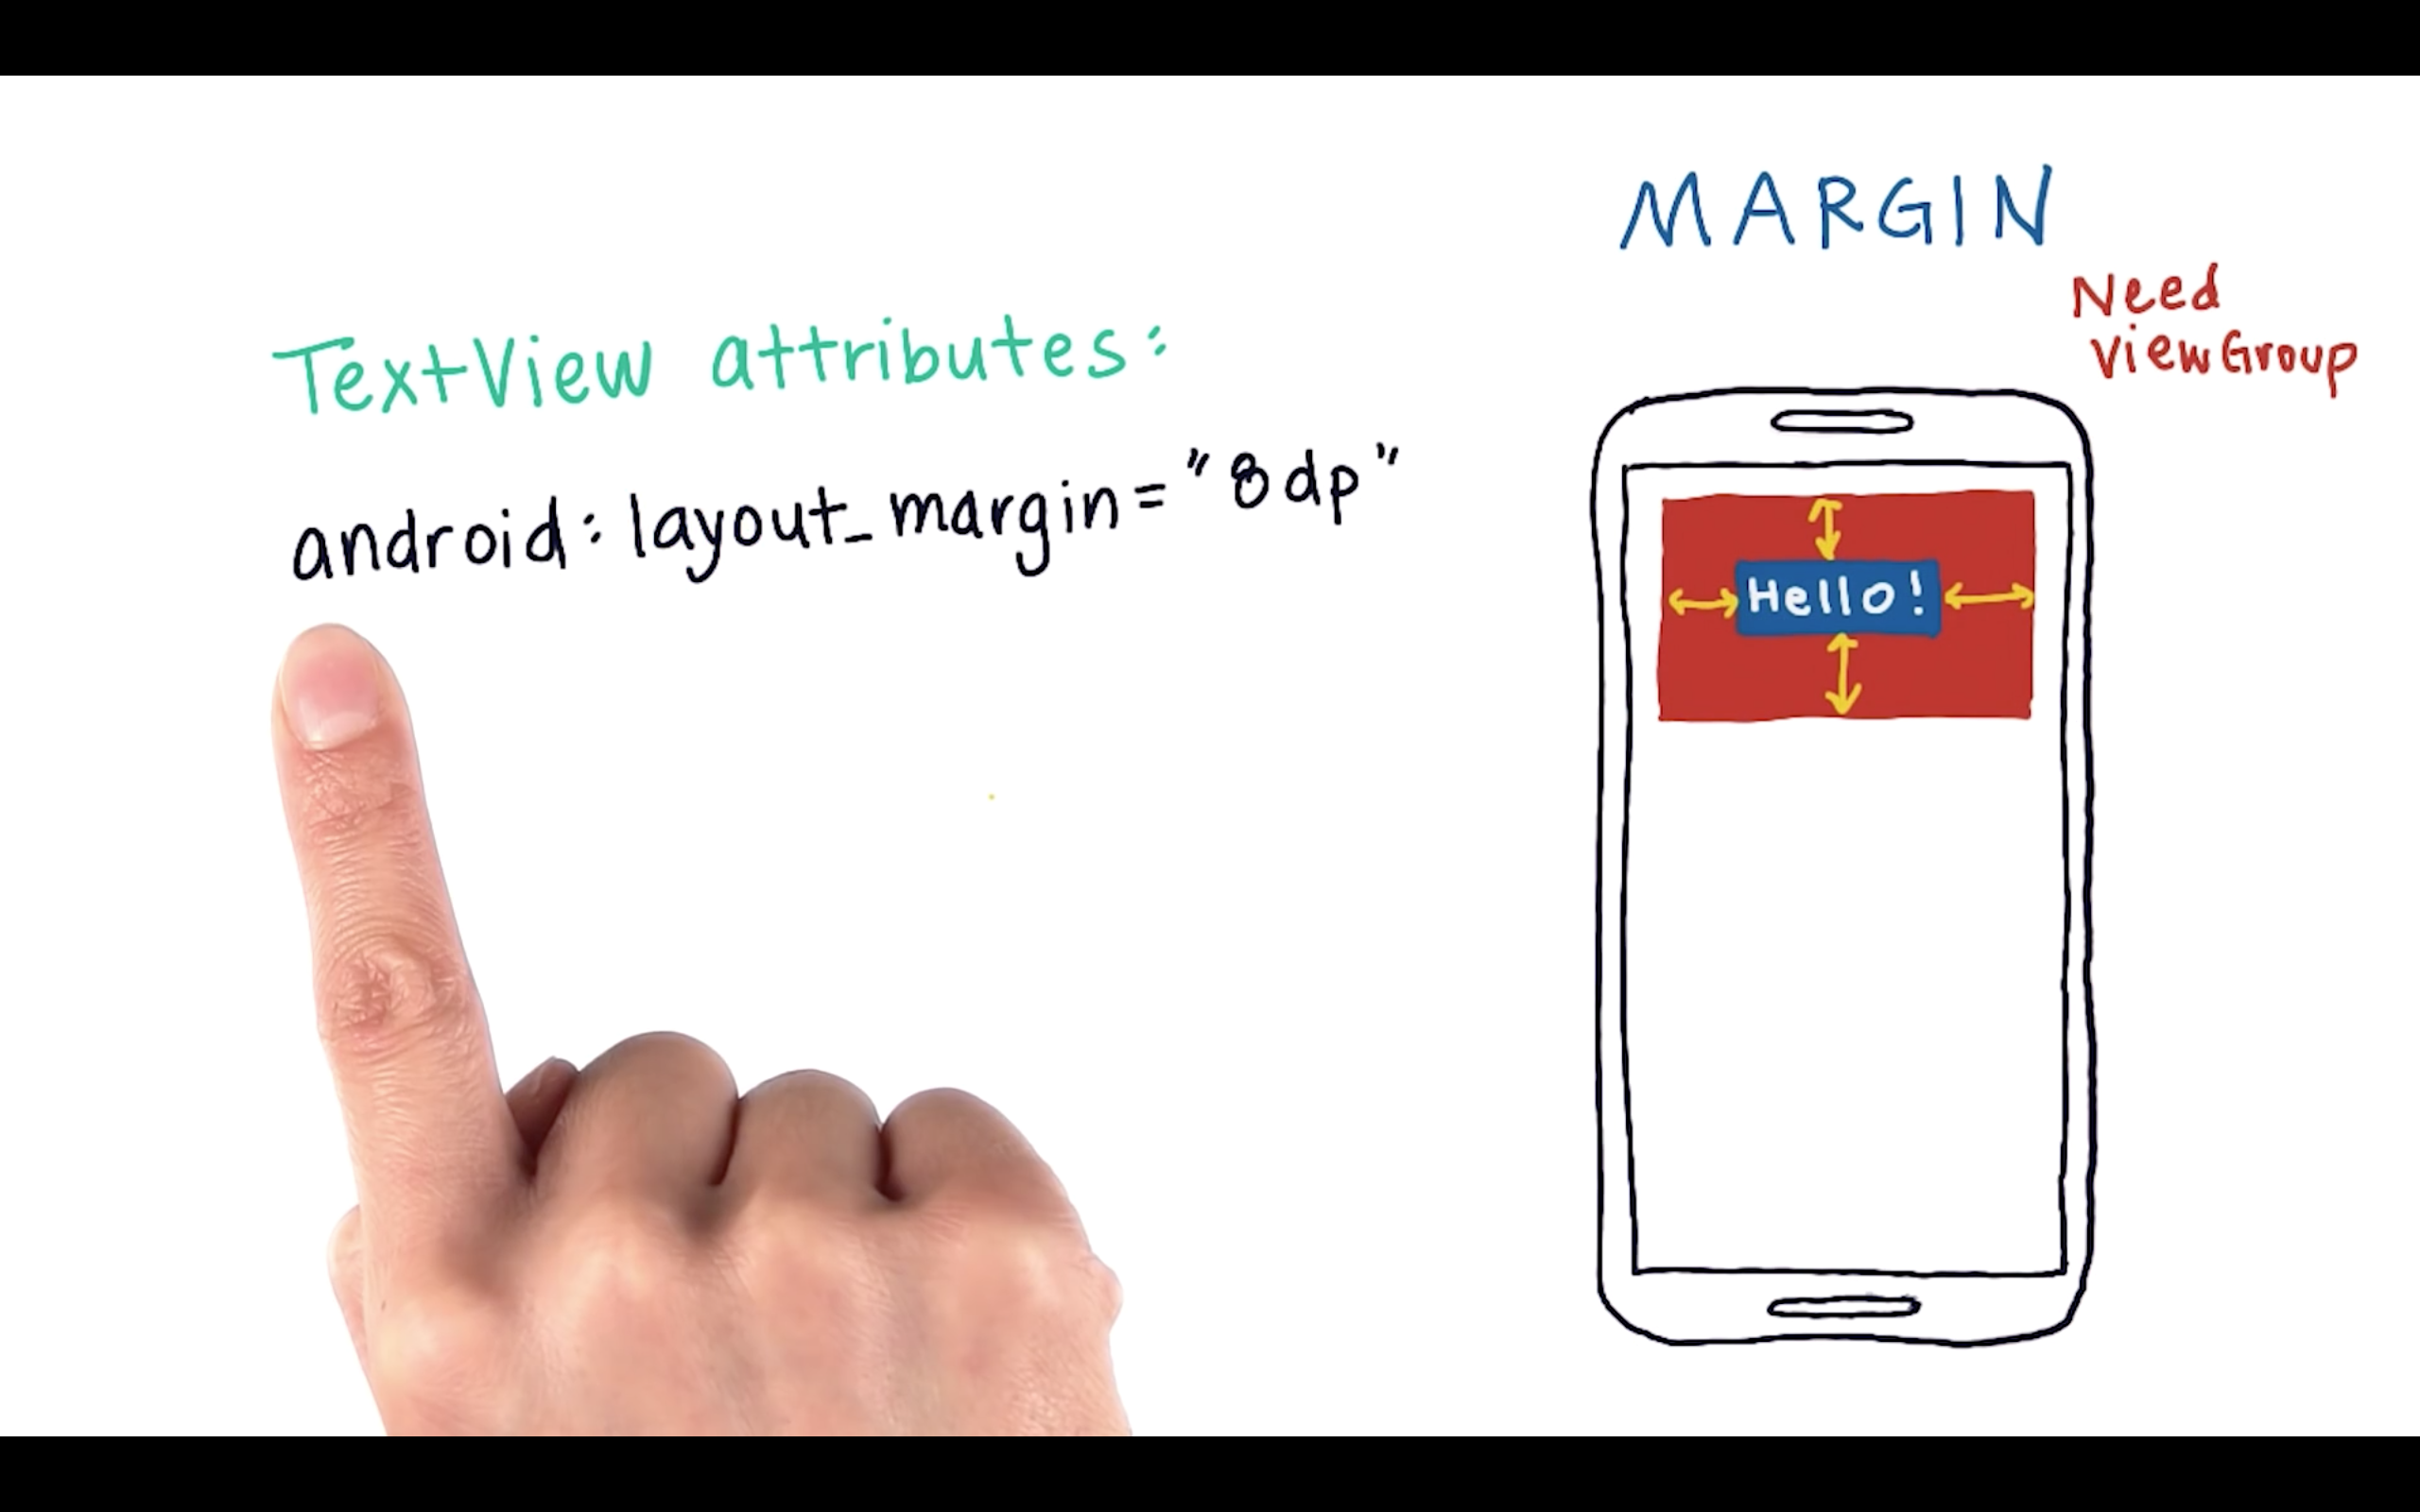 MARGIN
Need
ViewGroup
TextView attributes:
android:layout_margin="8dp"
Hello!